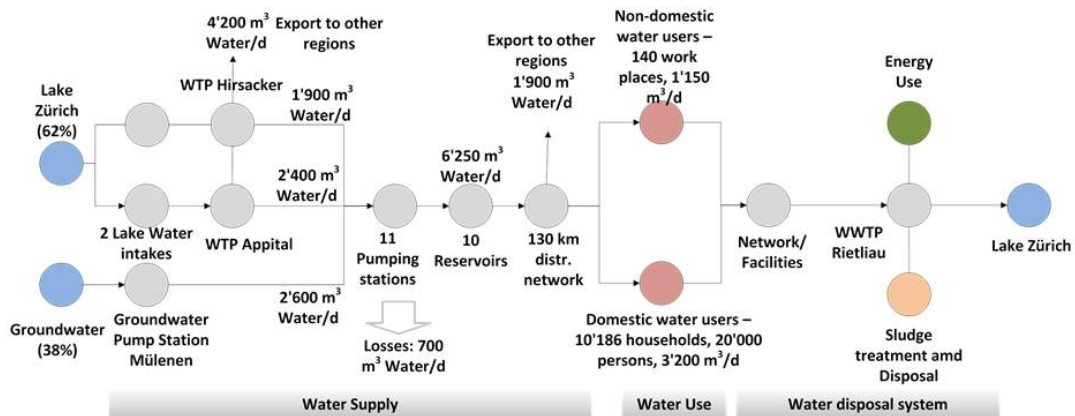 4'200 m³
Water/d
Export to other
regions
Lake
Zürich
(62%)
WTP Hirsacker
1'900 m³
Water/d
2 Lake Water
intakes
WTP Appital
2'400 m³
Water/d
Groundwater
(38%)
Groundwater
Pump Station
Mülenen
2'600 m³
Water/d
11
Pumping
stations
Losses: 700
m³ Water/d
6'250 m³
Water/d
10
Reservoirs
Export to other
regions
1'900 m³
Water/d
130 km
distr.
network
Non-domestic
water users –
140 work
places, 1'150
m³/d
Domestic water users –
10'186 households, 20'000
persons, 3'200 m³/d
Network/
Facilities
Energy
Use
WWTP
Rietliau
Sludge
treatment amd
Disposal
Lake Zürich
Water Supply
Water Use
Water disposal system